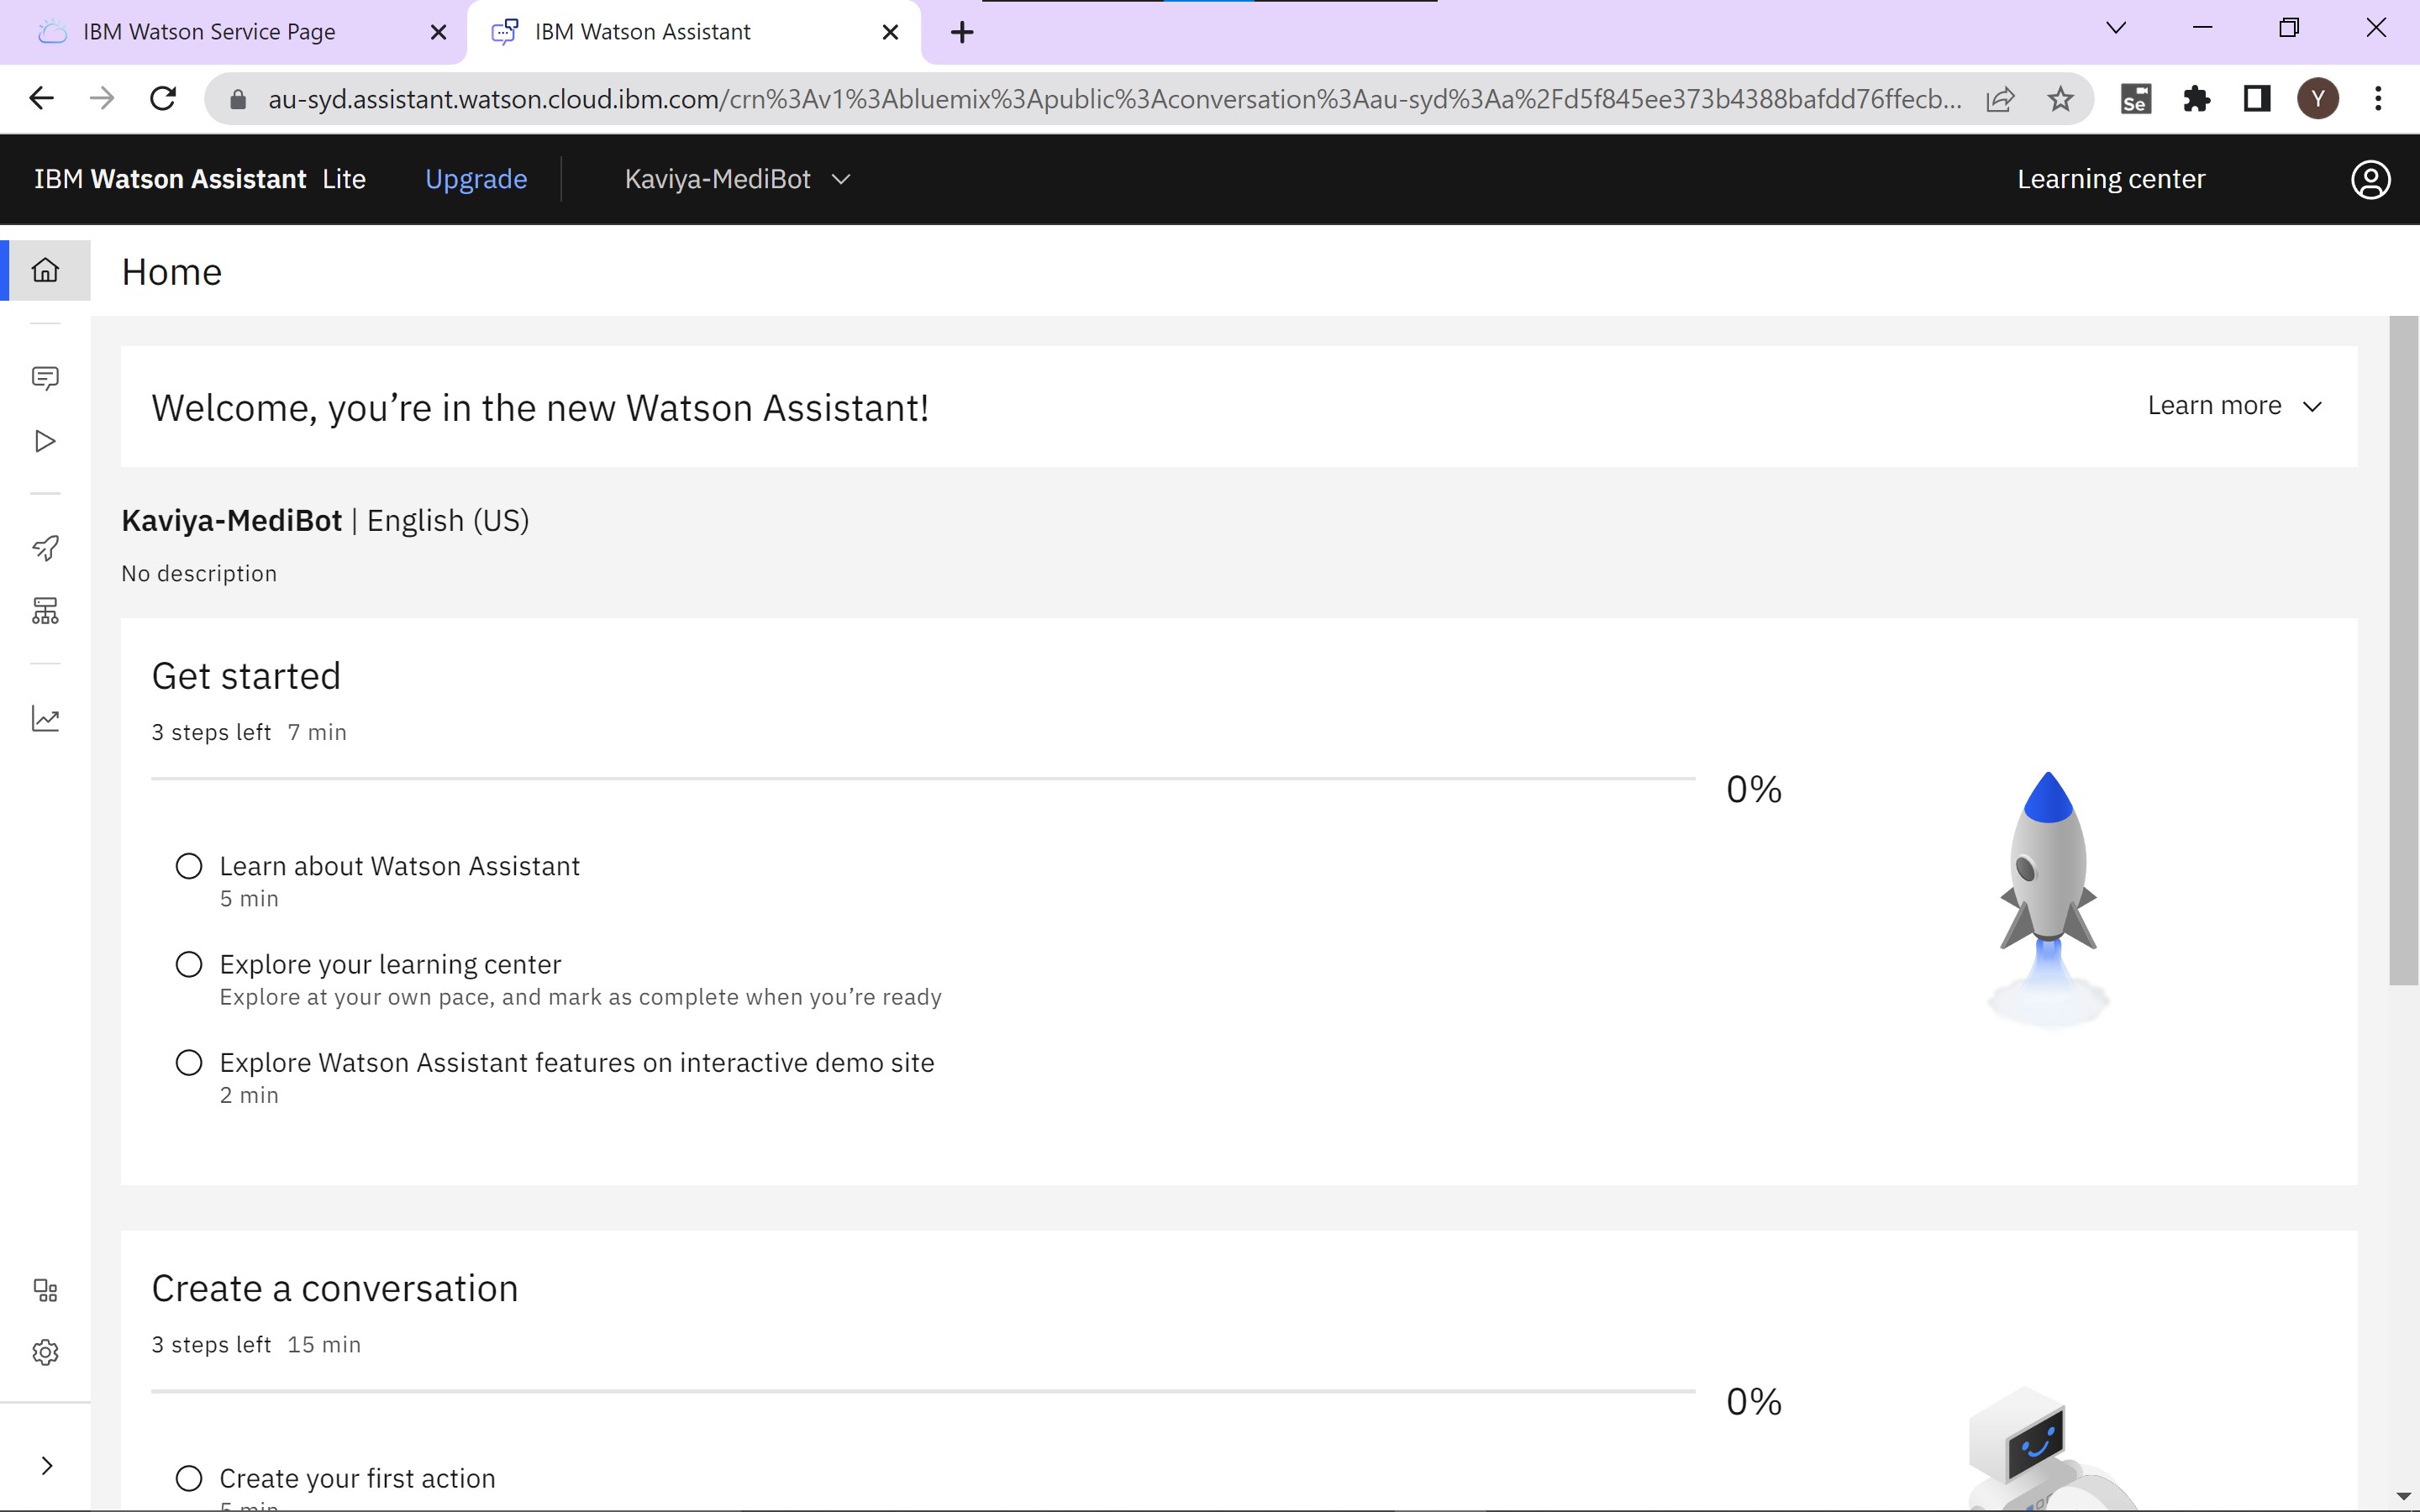 IBM Watson Service Page
IBM Watson Assistant
au-syd.assistant.watson.cloud.ibm.com/crn%3Av1%3Abluemix%3Apublic%3Aconversation%3Aau-syd%3Aa%2Fd5f845ee373b4388bafdd76ffecb...
Se
Y
IBM Watson Assistant Lite
Upgrade
Kaviya-MediBot
Learning center
Home
Welcome, you’re in the new Watson Assistant!
Learn more
Kaviya-MediBot | English (US)
No description
Get started
3 steps left 7 min
0%
Learn about Watson Assistant
5 min
Explore your learning center
Explore at your own pace, and mark as complete when you’re ready
Explore Watson Assistant features on interactive demo site
2 min
Create a conversation
3 steps left 15 min
0%
Create your first action
5 min